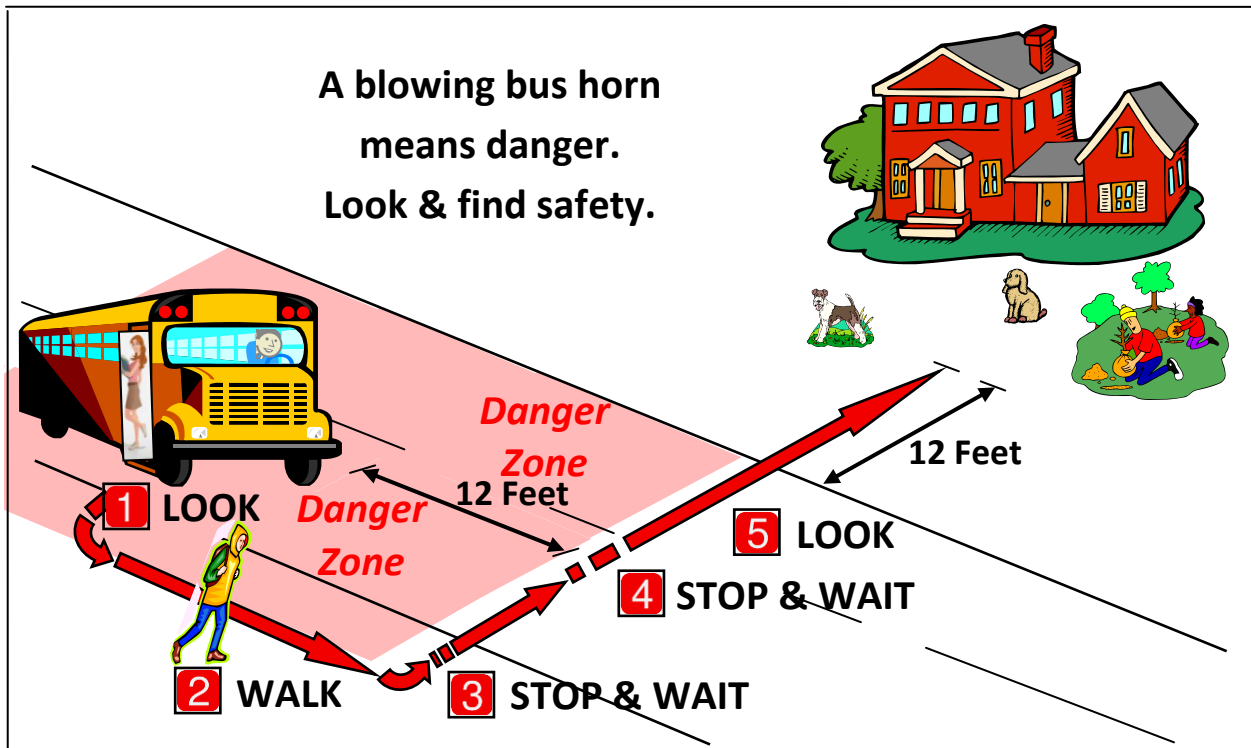 A blowing bus horn
means danger.
Look & find safety.
Danger
Zone
12 Feet
12 Feet
Danger
Zone
1 LOOK
2 WALK
3 STOP & WAIT
4 STOP & WAIT
5 LOOK